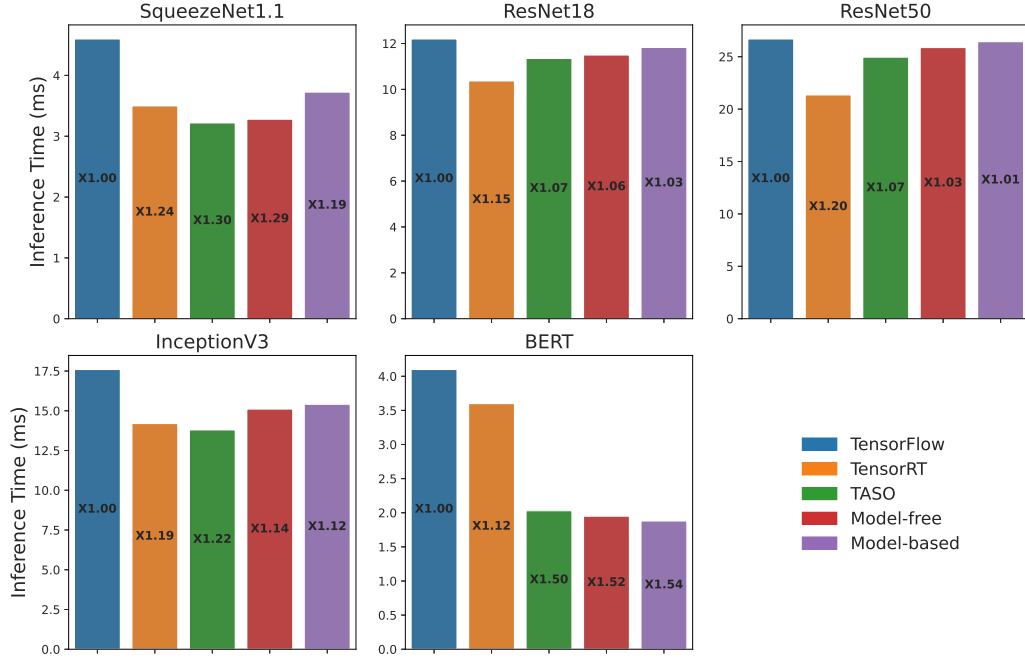 SqueezeNet1.1
Inference Time (ms)
4
3
2
1
0
X1.00
X1.24
X1.30
X1.29
X1.19
ResNet18
12
10
8
6
4
2
0
X1.00
X1.15
X1.07
X1.06
X1.03
ResNet50
25
20
15
10
5
0
X1.00
X1.20
X1.07
X1.03
X1.01
InceptionV3
Inference Time (ms)
17.5
15.0
12.5
10.0
7.5
5.0
2.5
0.0
X1.00
X1.19
X1.22
X1.14
X1.12
BERT
4.0
3.5
3.0
2.5
2.0
1.5
1.0
0.5
0.0
X1.00
X1.12
X1.50
X1.52
X1.54
TensorFlow
TensorRT
TASO
Model-free
Model-based